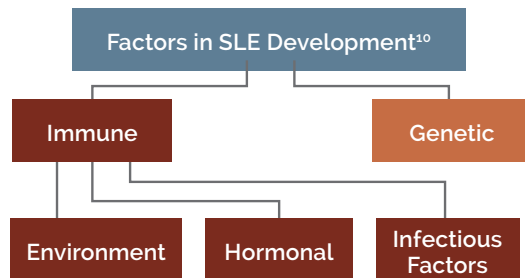 Factors in SLE Development¹⁰
Immune
Genetic
Environment
Hormonal
Infectious
Factors